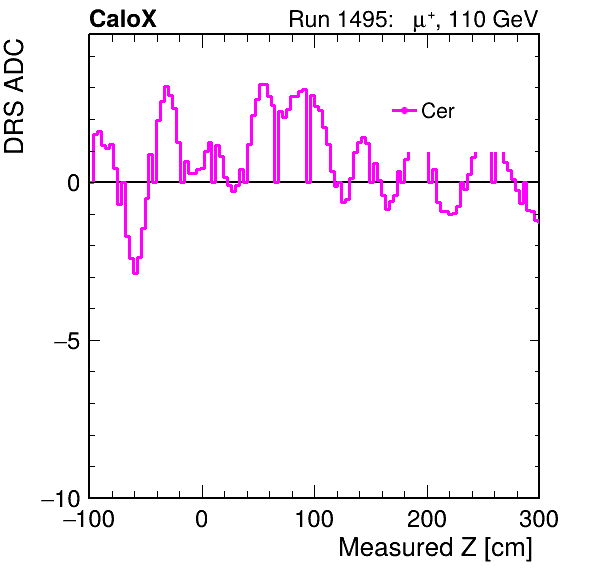 CaloX Run 1495: μ⁺, 110 GeV
DRS ADC
Cer
0
−5
−10
−100 0 100 200 300
Measured Z [cm]